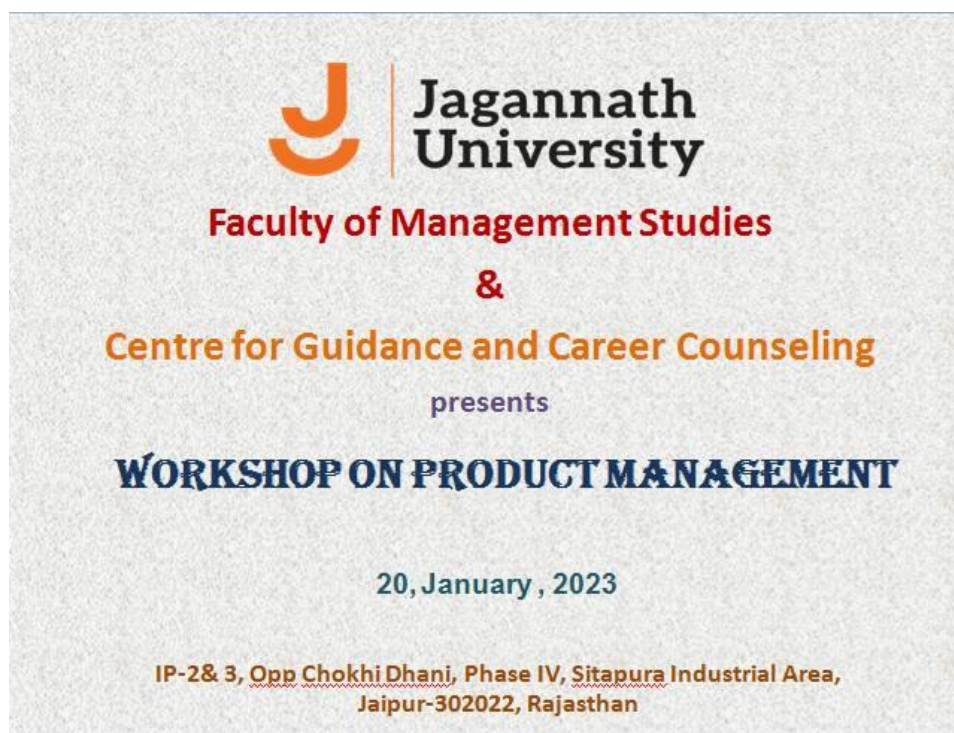 Jagannath
University
Faculty of Management Studies
&
Centre for Guidance and Career Counseling
presents
WORKSHOP ON PRODUCT MANAGEMENT
20, January , 2023
IP-2& 3, Opp Chokhi Dhani, Phase IV, Sitapura Industrial Area,
Jaipur-302022, Rajasthan